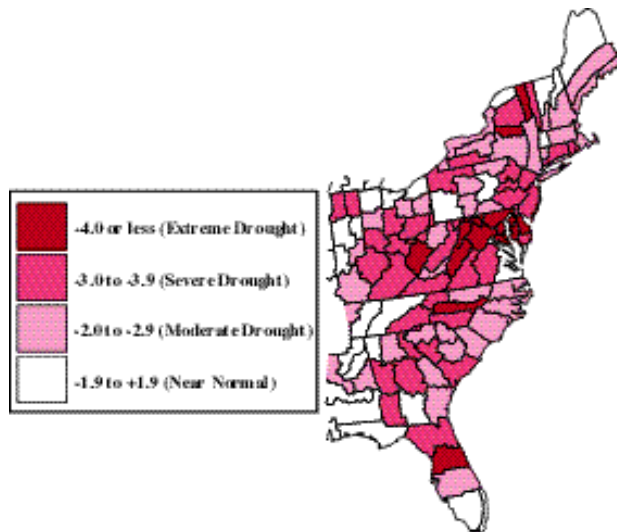 -4.0 or less (Extreme Drought)
-3.0 to -3.9 (Severe Drought)
-2.0 to -2.9 (Moderate Drought)
-1.9 to +1.9 (Near Normal)